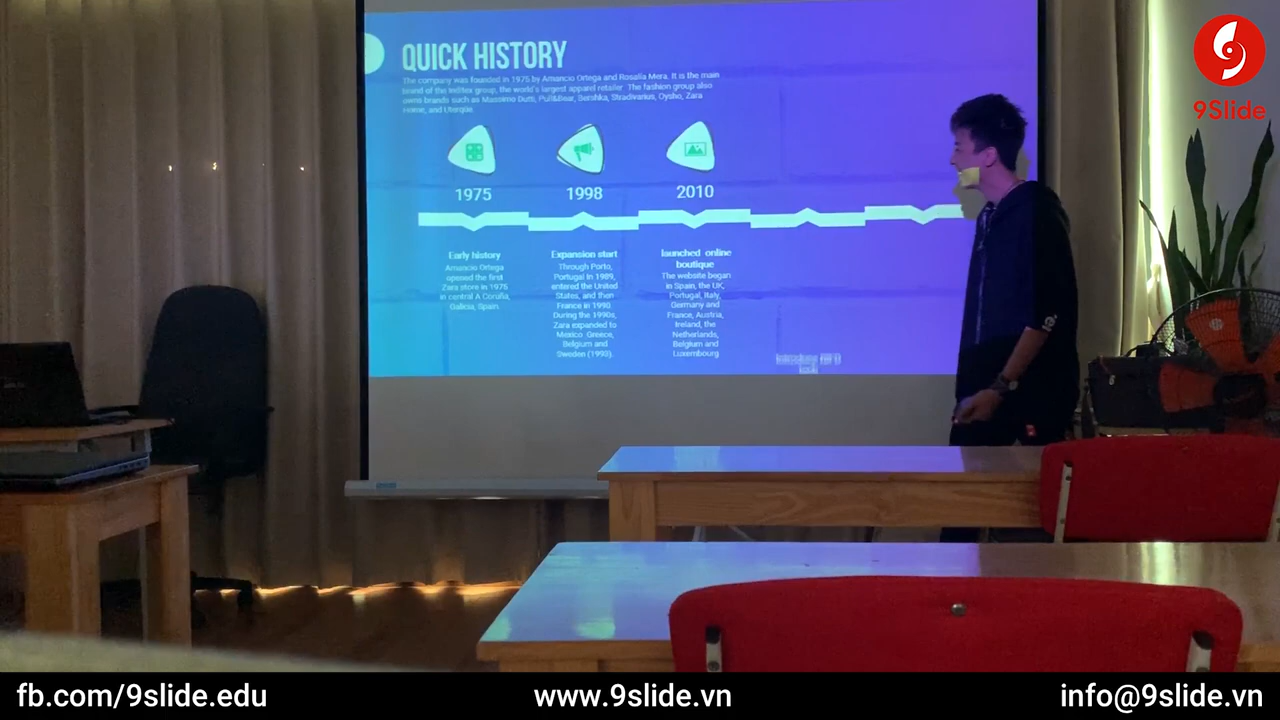 9Slide
QUICK HISTORY
The company was founded in 1975 by Amancio Ortega and Rosalía Mera. It is the main
brand of the Inditex group, the world's largest apparel retailer. The fashion group also
owns brands such as Massimo Dutti, Pull&Bear, Bershka, Stradivarius, Oysho, Zara
Home, and Uterqüe.
1975
1998
2010
Early history
Amancio Ortega
opened the first
Zara store in 1975
in central A Coruña,
Galicia, Spain.
Expansion start
Through Porto,
Portugal in 1989,
entered the United
States, and then
France in 1990.
During the 1990s,
Zara expanded to
Mexico Greece,
Belgium and
Sweden (1993).
launched online
boutique
The website began
in Spain, the UK,
Portugal, Italy,
Germany and
France, Austria,
Ireland, the
Netherlands,
Belgium and
Luxembourg
fb.com/9slide.edu
www.9slide.vn
info@9slide.vn